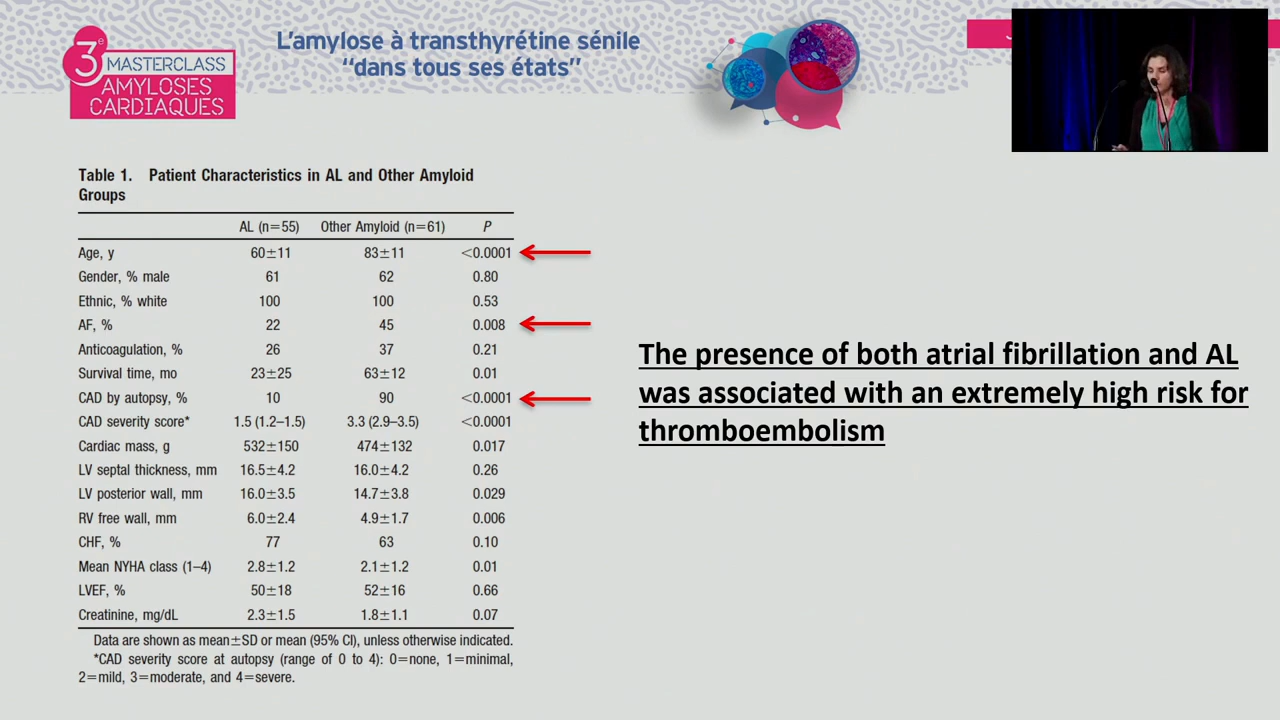 3e MASTERCLASS
AMYLOSES
CARDIAQUES
L'amylose à transthyrétine sénile
"dans tous ses états"
Table 1. Patient Characteristics in AL and Other Amyloid
Groups
AL (n=55) Other Amyloid (n=61) P
Age, y 60±11 83±11 <0.0001
Gender, % male 61 62 0.80
Ethnic, % white 100 100 0.53
AF, % 22 45 0.008
Anticoagulation, % 26 37 0.21
Survival time, mo 23±25 63±12 0.01
CAD by autopsy, % 10 90 <0.0001
CAD severity score* 1.5 (1.2–1.5) 3.3 (2.9–3.5) <0.0001
Cardiac mass, g 532±150 474±132 0.017
LV septal thickness, mm 16.5±4.2 16.0±4.2 0.26
LV posterior wall, mm 16.0±3.5 14.7±3.8 0.029
RV free wall, mm 6.0±2.4 4.9±1.7 0.006
CHF, % 77 63 0.10
Mean NYHA class (1–4) 2.8±1.2 2.1±1.2 0.01
LVEF, % 50±18 52±16 0.66
Creatinine, mg/dL 2.3±1.5 1.8±1.1 0.07
Data are shown as mean±SD or mean (95% CI), unless otherwise indicated.
*CAD severity score at autopsy (range of 0 to 4): 0=none, 1=minimal,
2=mild, 3=moderate, and 4=severe.
The presence of both atrial fibrillation and AL
was associated with an extremely high risk for
thromboembolism